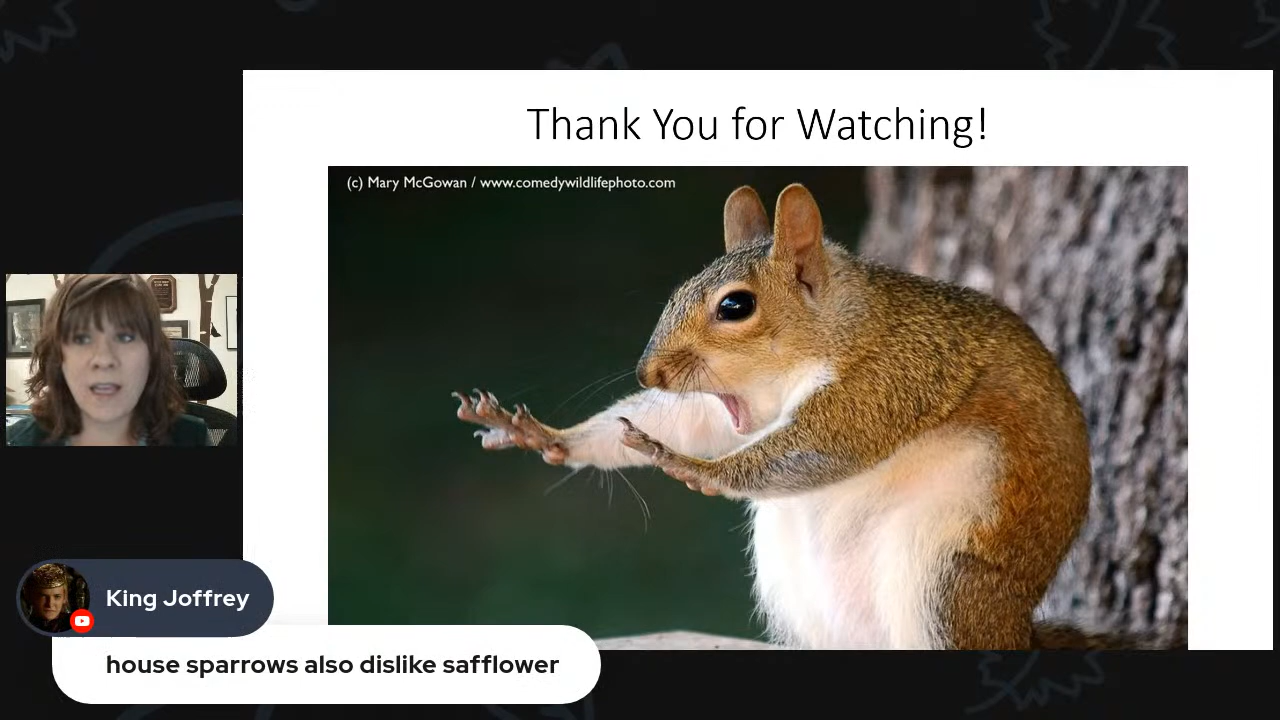 Thank You for Watching!
(c) Mary McGowan / www.comedywildlifephoto.com
King Joffrey
house sparrows also dislike safflower